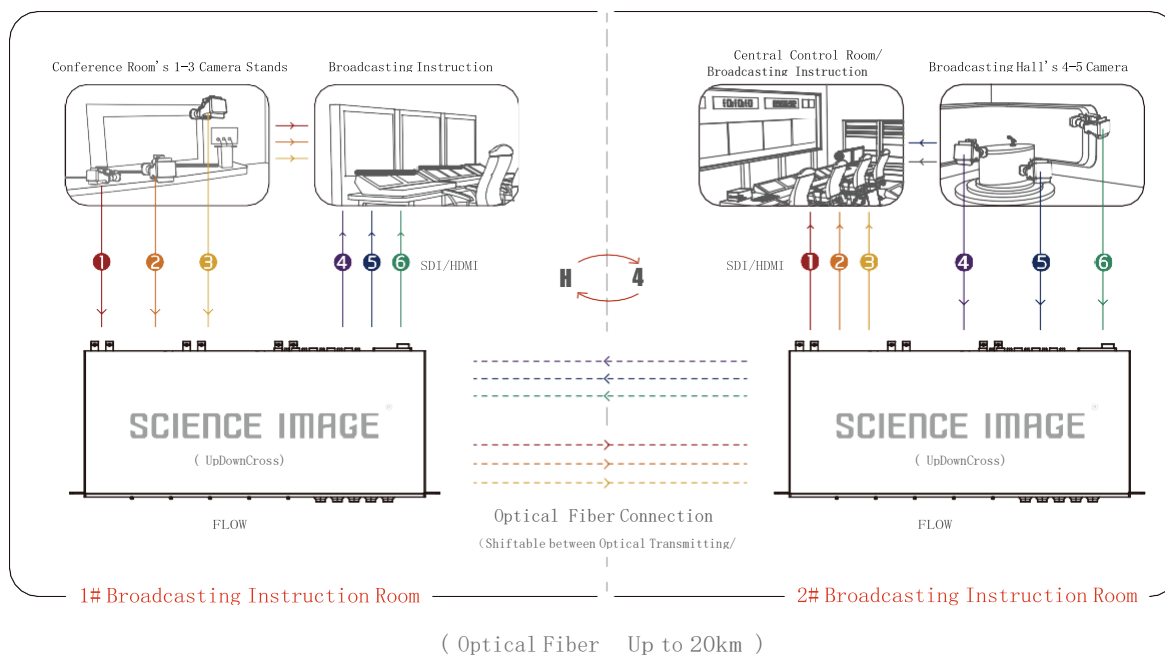 Conference Room's 1-3 Camera Stands
Broadcasting Instruction
Central Control Room/
Broadcasting Instruction
Broadcasting Hall's 4-5 Camera
1
2
3
4
5
6
SDI/HDMI
H
4
SDI/HDMI
1
2
3
4
5
6
SCIENCE IMAGE
( UpDownCross)
FLOW
SCIENCE IMAGE
( UpDownCross)
FLOW
Optical Fiber Connection
(Shiftable between Optical Transmitting/
1# Broadcasting Instruction Room
2# Broadcasting Instruction Room
( Optical Fiber Up to 20km )